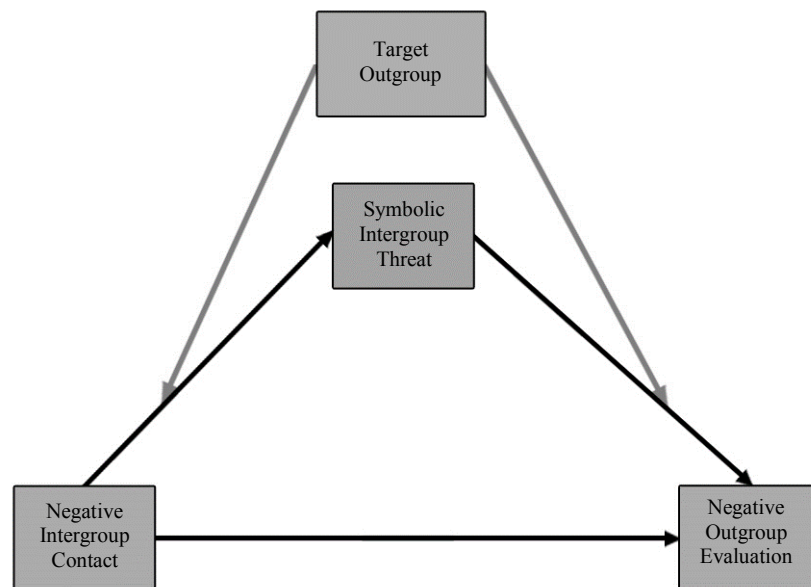 Target
Outgroup
Symbolic
Intergroup
Threat
Negative
Intergroup
Contact
Negative
Outgroup
Evaluation